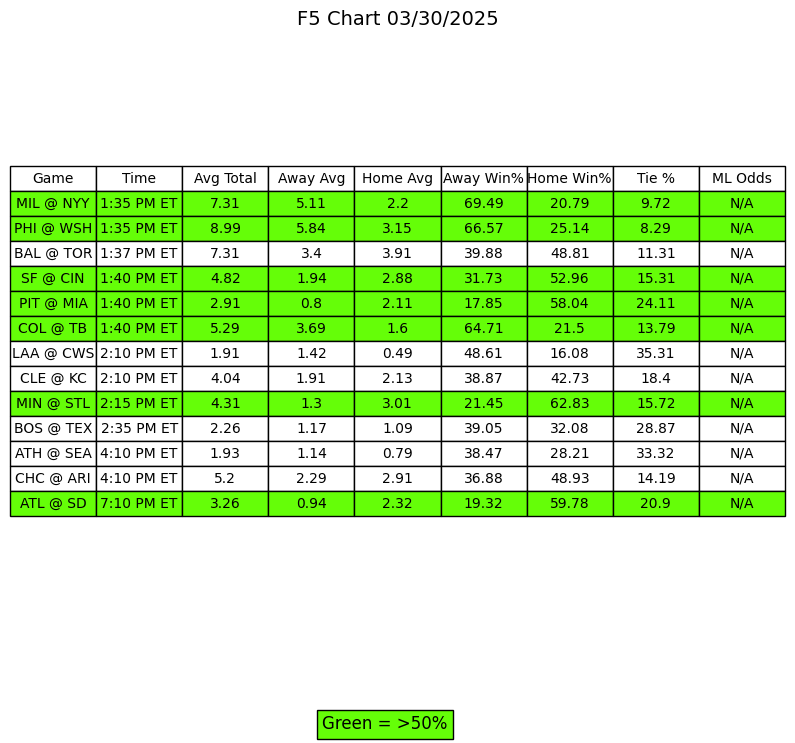 F5 Chart 03/30/2025
Game Time Avg Total Away Avg Home Avg Away Win% Home Win% Tie % ML Odds
MIL @ NYY 1:35 PM ET 7.31 5.11 2.2 69.49 20.79 9.72 N/A
PHI @ WSH 1:35 PM ET 8.99 5.84 3.15 66.57 25.14 8.29 N/A
BAL @ TOR 1:37 PM ET 7.31 3.4 3.91 39.88 48.81 11.31 N/A
SF @ CIN 1:40 PM ET 4.82 1.94 2.88 31.73 52.96 15.31 N/A
PIT @ MIA 1:40 PM ET 2.91 0.8 2.11 17.85 58.04 24.11 N/A
COL @ TB 1:40 PM ET 5.29 3.69 1.6 64.71 21.5 13.79 N/A
LAA @ CWS 2:10 PM ET 1.91 1.42 0.49 48.61 16.08 35.31 N/A
CLE @ KC 2:10 PM ET 4.04 1.91 2.13 38.87 42.73 18.4 N/A
MIN @ STL 2:15 PM ET 4.31 1.3 3.01 21.45 62.83 15.72 N/A
BOS @ TEX 2:35 PM ET 2.26 1.17 1.09 39.05 32.08 28.87 N/A
ATH @ SEA 4:10 PM ET 1.93 1.14 0.79 38.47 28.21 33.32 N/A
CHC @ ARI 4:10 PM ET 5.2 2.29 2.91 36.88 48.93 14.19 N/A
ATL @ SD 7:10 PM ET 3.26 0.94 2.32 19.32 59.78 20.9 N/A
Green = >50%